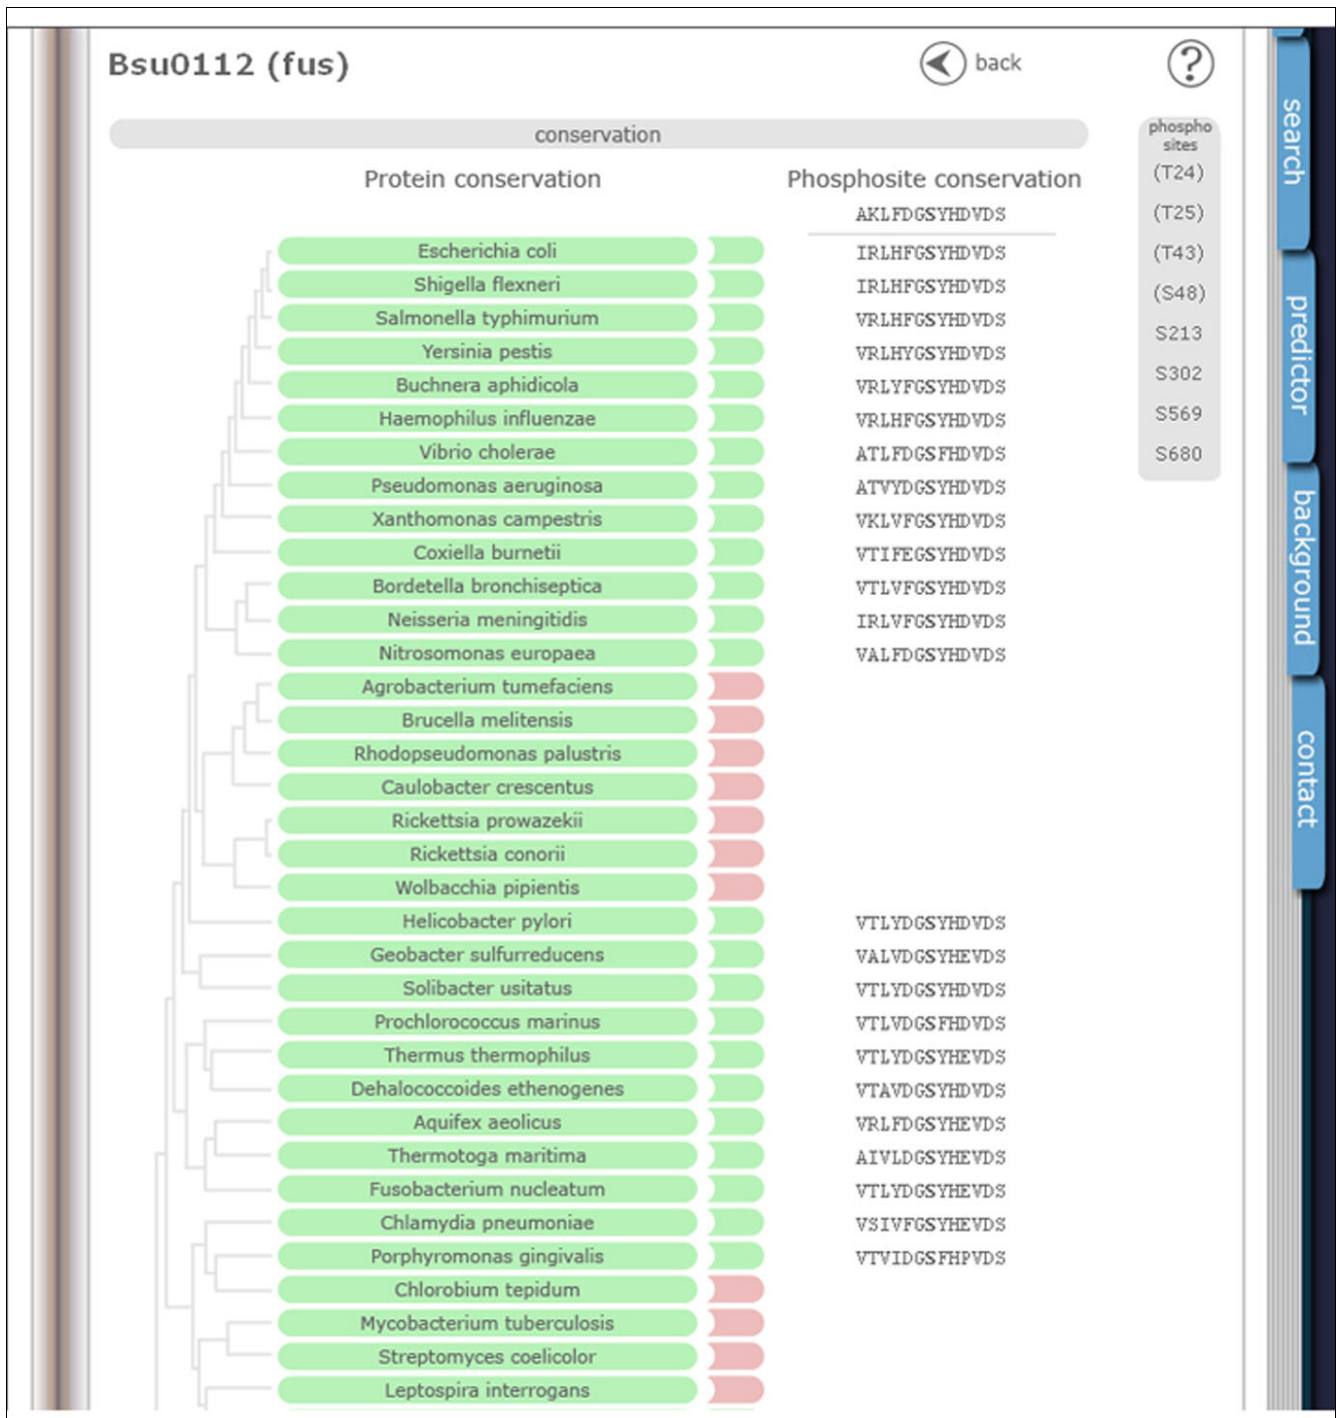 Bsu0112 (fus)
back
?
conservation
Protein conservation
Phosphosite conservation
AKLFDGSYHDVDS
Escherichia coli IRLHFGSYHDVDS
Shigella flexneri IRLHFGSYHDVDS
Salmonella typhimurium VRLHFGSYHDVDS
Yersinia pestis VRLHYGSYHDVDS
Buchnera aphidicola VRLYFGSYHDVDS
Haemophilus influenzae VRLHFGSYHDVDS
Vibrio cholerae ATLFDGSFHDVDS
Pseudomonas aeruginosa ATVYDGSYHDVDS
Xanthomonas campestris VKLVFGSYHDVDS
Coxiella burnetii VTIFEGSYHDVDS
Bordetella bronchiseptica VTLVFGSYHDVDS
Neisseria meningitidis IRLVFGSYHDVDS
Nitrosomonas europaea VALFDGSYHDVDS
Agrobacterium tumefaciens
Brucella melitensis
Rhodopseudomonas palustris
Caulobacter crescentus
Rickettsia prowazekii
Rickettsia conorii
Wolbacchia pipientis
Helicobacter pylori VTLYDGSYHDVDS
Geobacter sulfurreducens VALVDGSYHEVDS
Solibacter usitatus VTLYDGSYHDVDS
Prochlorococcus marinus VTLVDGSFHDVDS
Thermus thermophilus VTLYDGSYHEVDS
Dehalococcoides ethenogenes VTAVDGSYHDVDS
Aquifex aeolicus VRLFDGSYHEVDS
Thermotoga maritima AIVLDGSYHEVDS
Fusobacterium nucleatum VTLYDGSYHEVDS
Chlamydia pneumoniae VSIVFGSYHEVDS
Porphyromonas gingivalis VTVIDGSFHPVDS
Chlorobium tepidum
Mycobacterium tuberculosis
Streptomyces coelicolor
Leptospira interrogans
phospho
sites
(T24)
(T25)
(T43)
(S48)
S213
S302
S569
S680
search
predictor
background
contact